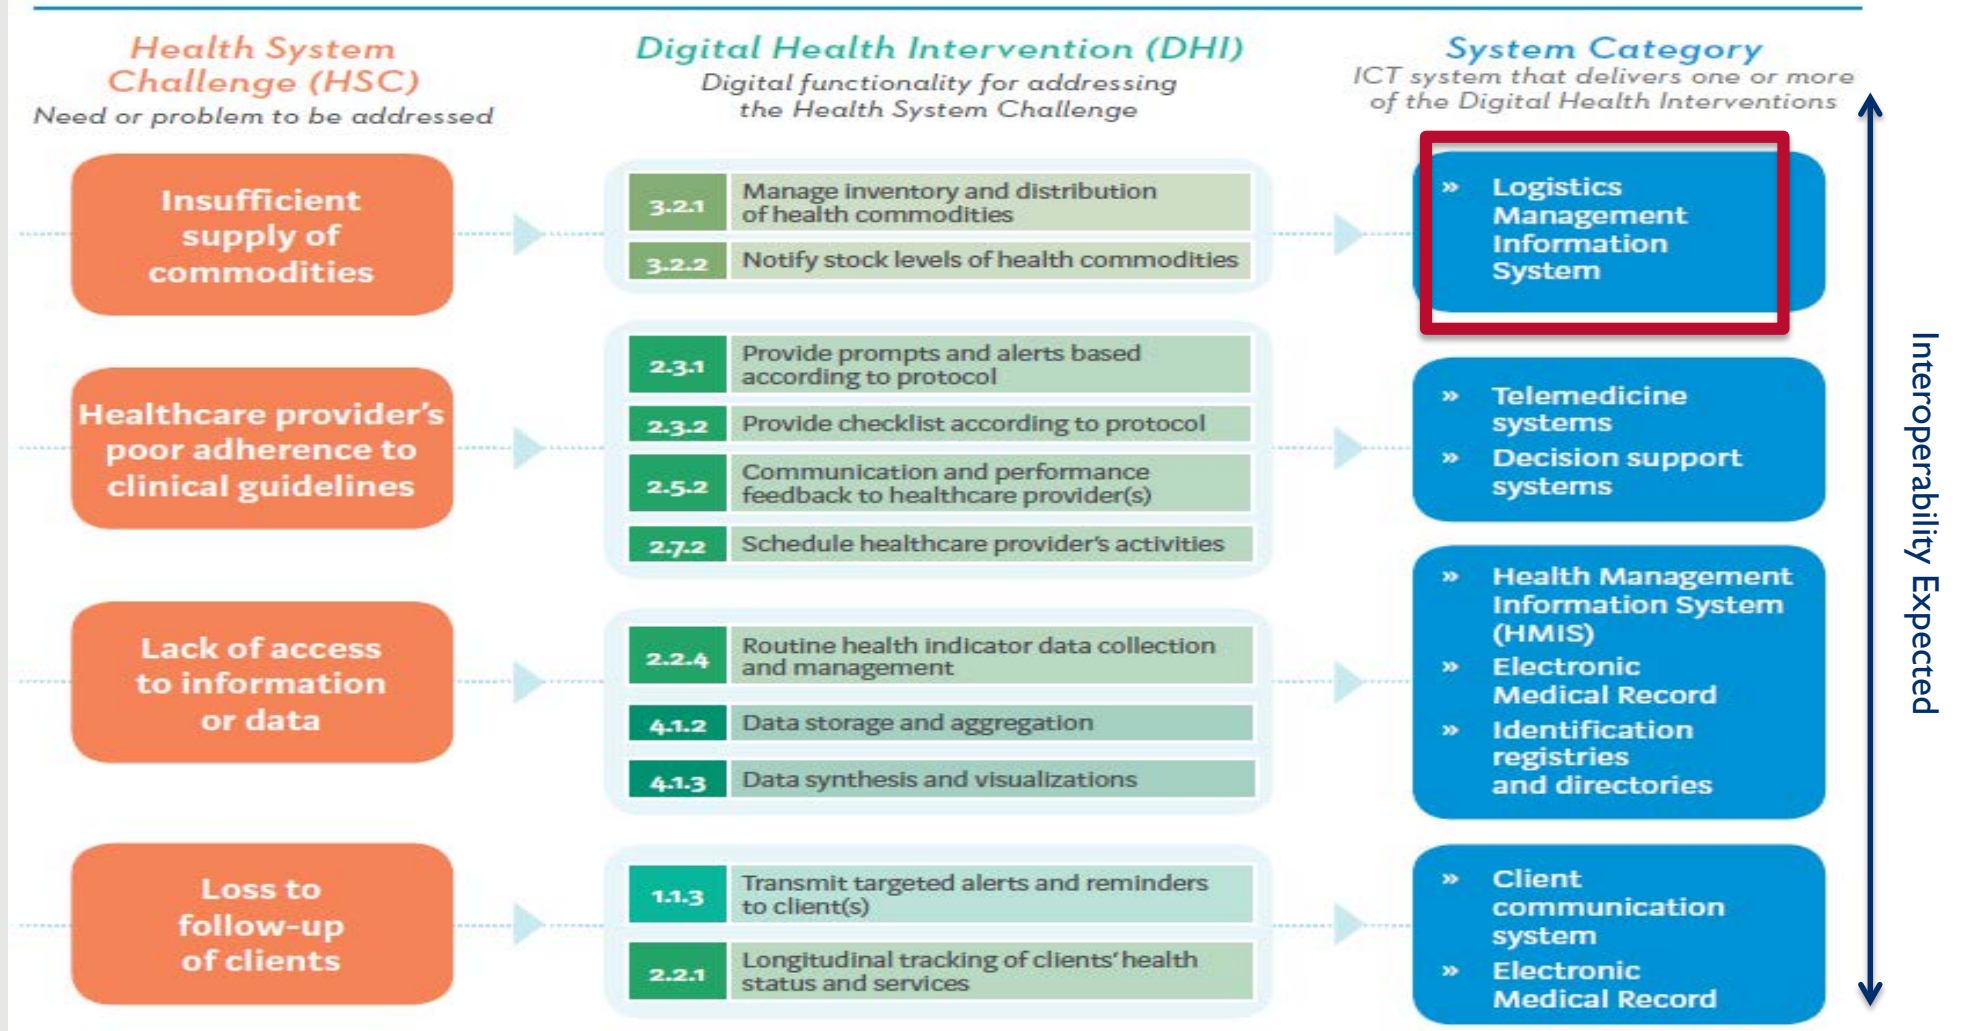 Health System
Challenge (HSC)
Need or problem to be addressed
Digital Health Intervention (DHI)
Digital functionality for addressing
the Health System Challenge
System Category
ICT system that delivers one or more
of the Digital Health Interventions
Insufficient
supply of
commodities
3.2.1
Manage inventory and distribution
of health commodities
3.2.2
Notify stock levels of health commodities
» Logistics
Management
Information
System
Healthcare provider's
poor adherence to
clinical guidelines
2.3.1
Provide prompts and alerts based
according to protocol
2.3.2
Provide checklist according to protocol
2.5.2
Communication and performance
feedback to healthcare provider(s)
2.7.2
Schedule healthcare provider's activities
» Telemedicine
systems
» Decision support
systems
Lack of access
to information
or data
2.2.4
Routine health indicator data collection
and management
4.1.2
Data storage and aggregation
4.1.3
Data synthesis and visualizations
» Health Management
Information System
(HMIS)
» Electronic
Medical Record
» Identification
registries
and directories
Loss to
follow-up
of clients
1.1.3
Transmit targeted alerts and reminders
to client(s)
2.2.1
Longitudinal tracking of clients' health
status and services
» Client
communication
system
» Electronic
Medical Record
Interoperability Expected